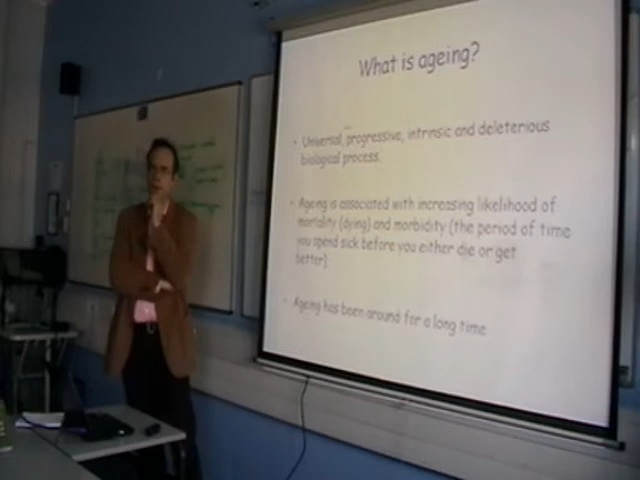 What is ageing?
• Universal, progressive, intrinsic and deleterious
biological process.
• Ageing is associated with increasing likelihood of
mortality (dying) and morbidity (the period of time
you spend sick before you either die or get
better)
• Ageing has been around for a long time